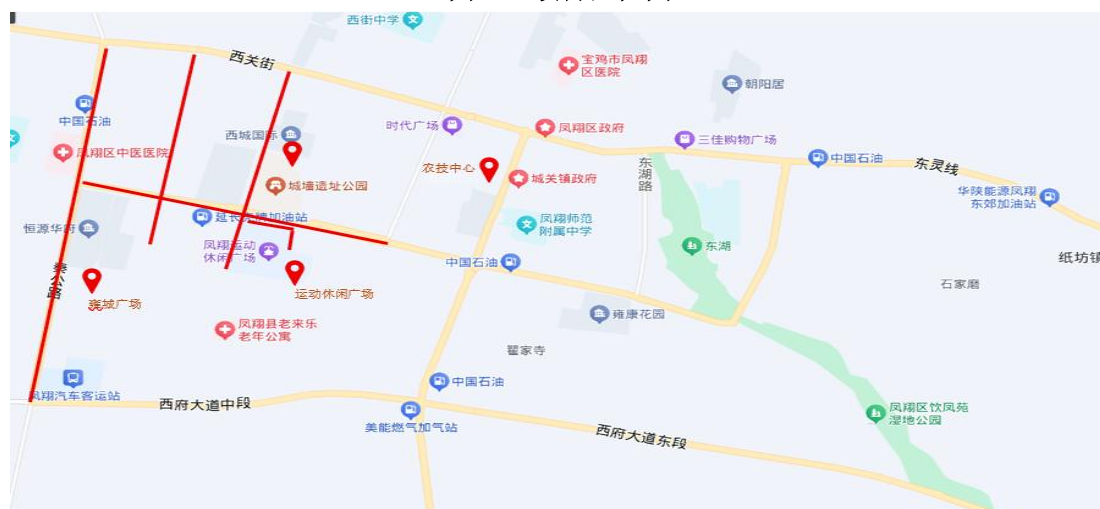 西街中学
西关街
宝鸡市凤翔
区医院
朝阳居
中国石油
西城国际
时代广场
凤翔区政府
三佳购物广场
凤翔区中医医院
农技中心
城关镇政府
东湖路
中国石油
东灵线
城墙遗址公园
华陕能源凤翔
东郊加油站
恒源华府
凤翔师范
附属中学
凤翔运动
休闲广场
东湖
中国石油
纸坊镇
秦公路
雍城广场
运动休闲广场
石家磨
凤翔县老来乐
老年公寓
雍康花园
翟家寺
凤翔汽车客运站
中国石油
西府大道中段
美能燃气加气站
西府大道东段
凤翔区饮凤苑
湿地公园